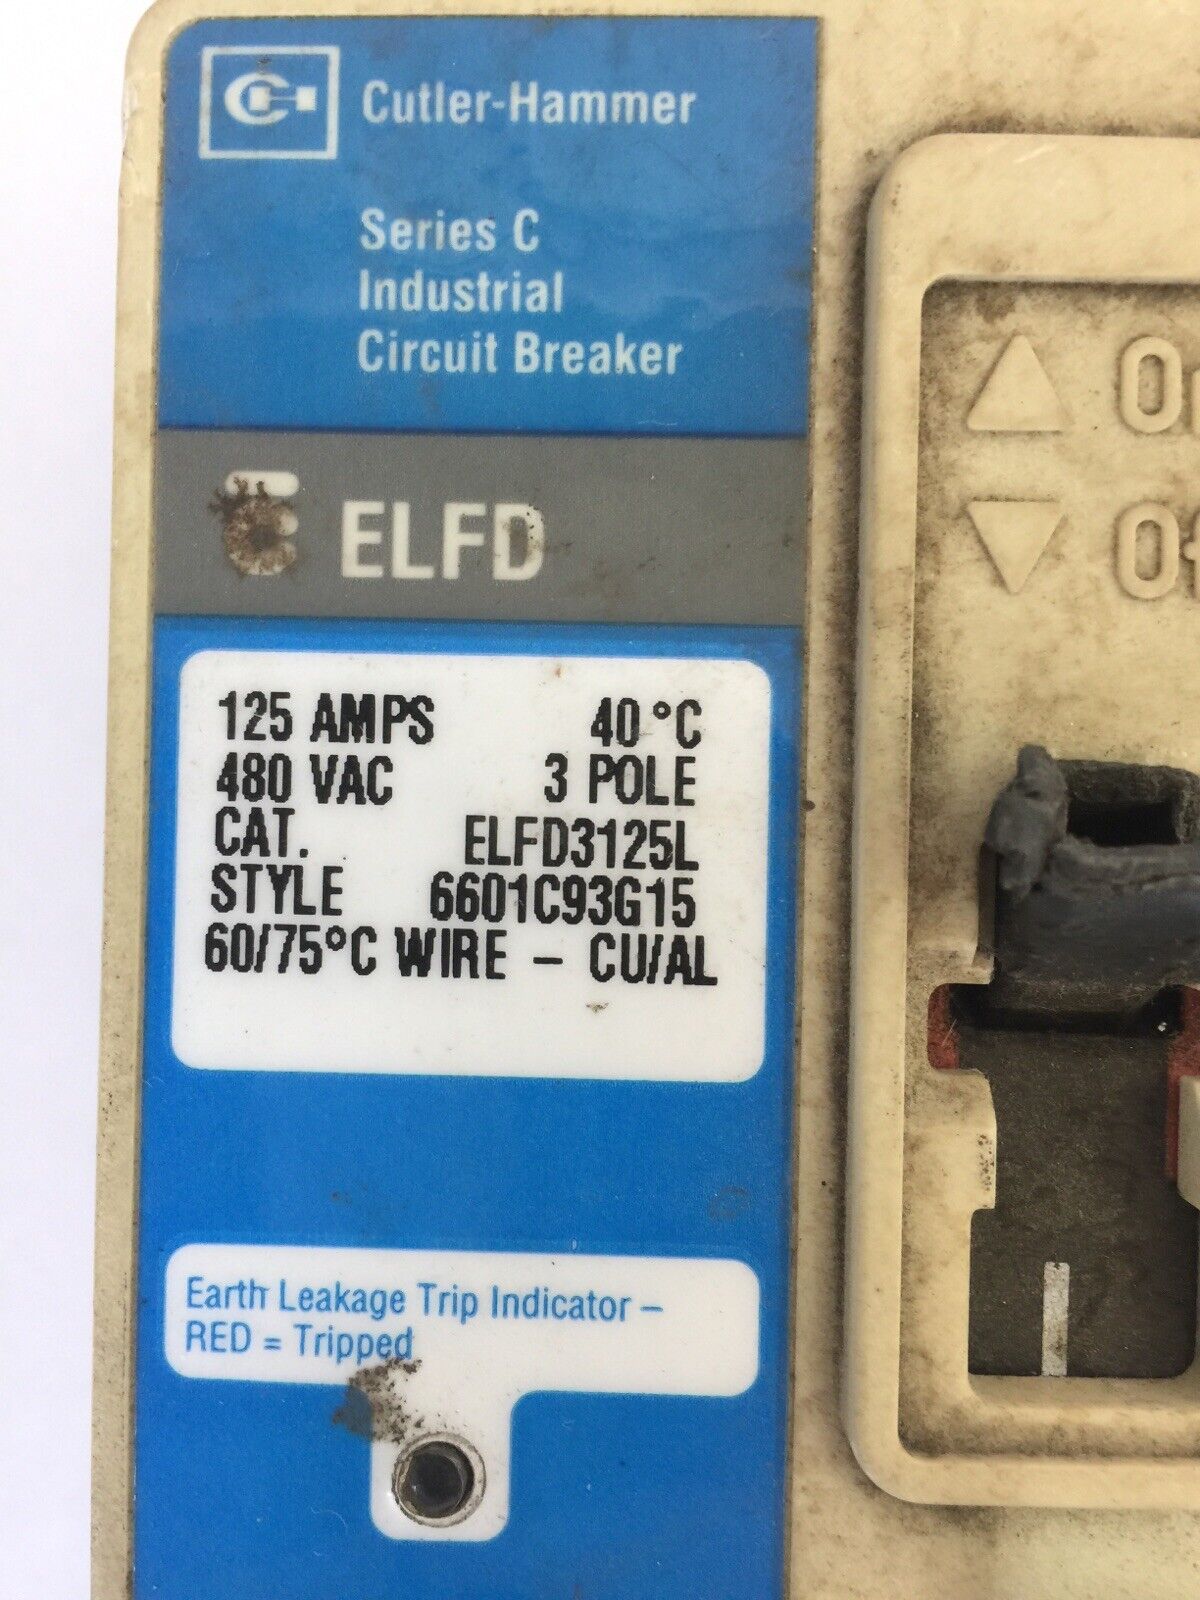 Cutler-Hammer
Series C
Industrial
Circuit Breaker
ELFD
125 AMPS 40°C
480 VAC 3 POLE
CAT. ELFD3125L
STYLE 6601C93G15
60/75°C WIRE - CU/AL
Earth Leakage Trip Indicator –
RED = Tripped